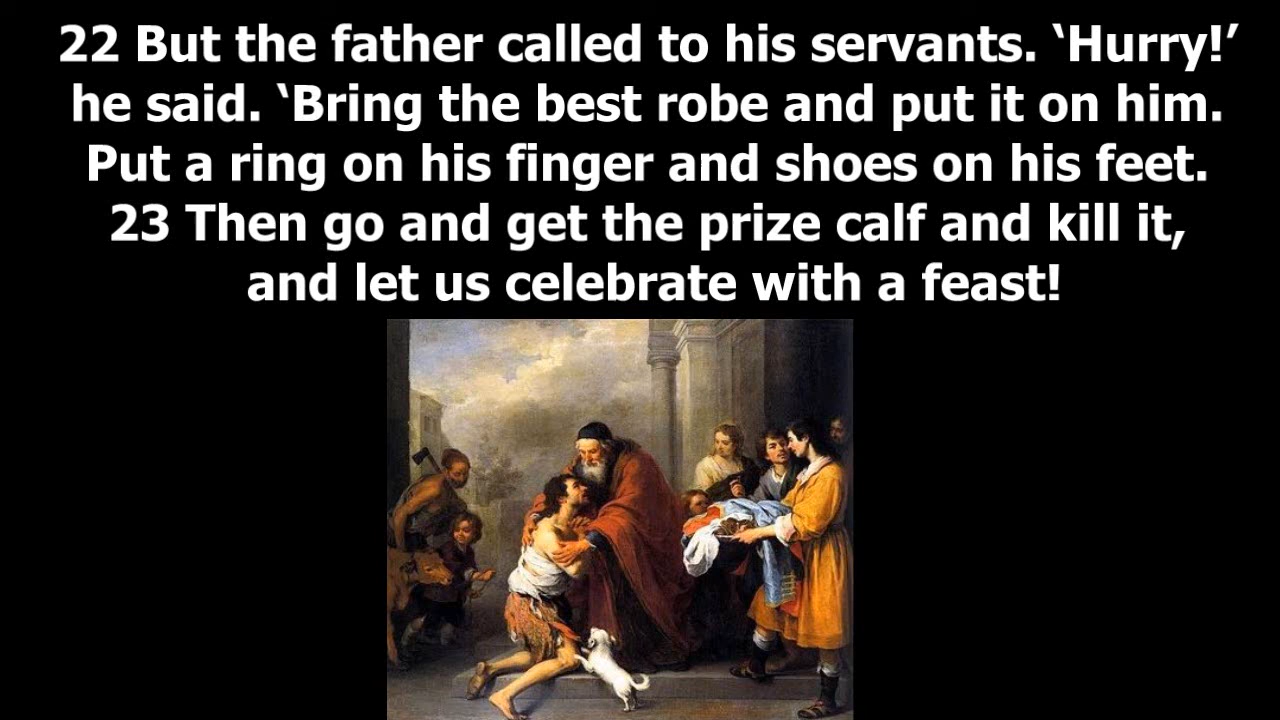 22 But the father called to his servants. ‘Hurry!’
he said. ‘Bring the best robe and put it on him.
Put a ring on his finger and shoes on his feet.
23 Then go and get the prize calf and kill it,
and let us celebrate with a feast!